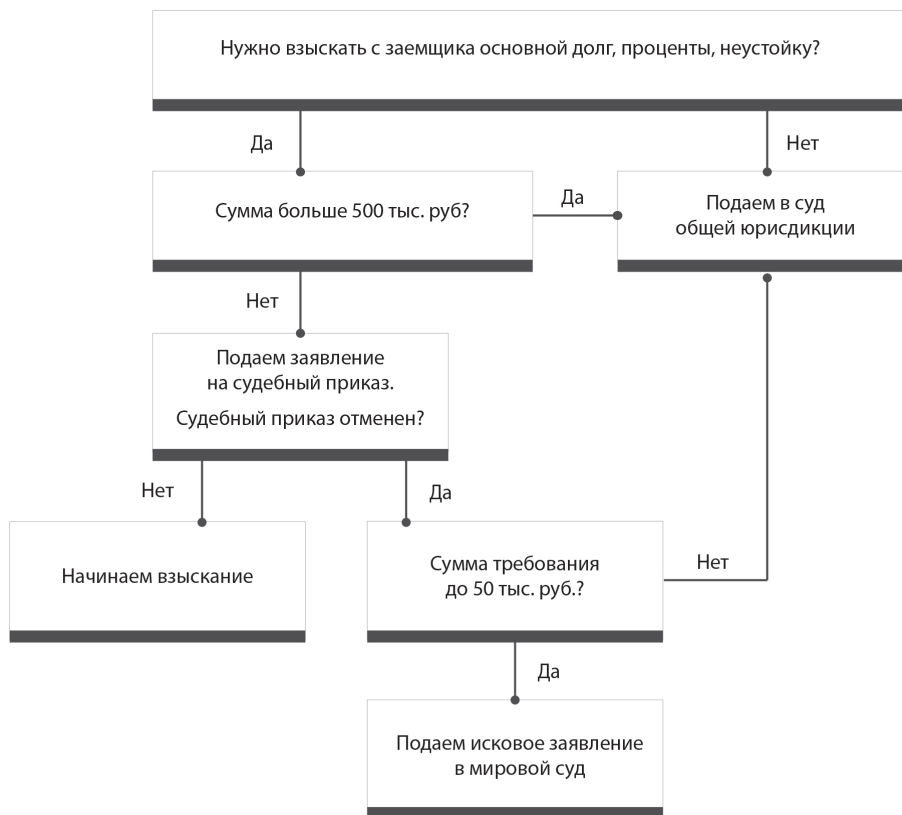 Нужно взыскать с заемщика основной долг, проценты, неустойку?
Да
Нет
Сумма больше 500 тыс. руб?
Да
Подаем в суд
общей юрисдикции
Нет
Подаем заявление
на судебный приказ.
Судебный приказ отменен?
Нет
Да
Начинаем взыскание
Сумма требования
до 50 тыс. руб.?
Нет
Да
Подаем исковое заявление
в мировой суд